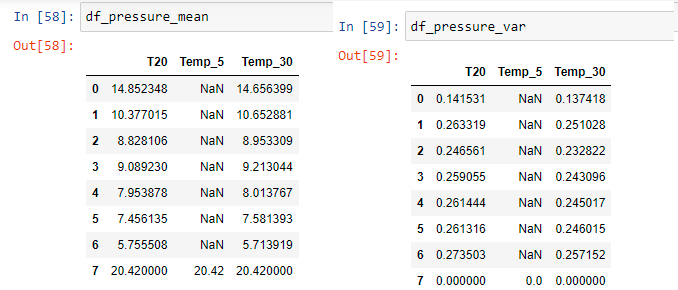 In [58]: df_pressure_mean
Out[58]:
T20 Temp_5 Temp_30
0 14.852348 NaN 14.656399
1 10.377015 NaN 10.652881
2 8.828106 NaN 8.953309
3 9.089230 NaN 9.213044
4 7.953878 NaN 8.013767
5 7.456135 NaN 7.581393
6 5.755508 NaN 5.713919
7 20.420000 20.42 20.420000
In [59]: df_pressure_var
Out[59]:
T20 Temp_5 Temp_30
0 0.141531 NaN 0.137418
1 0.263319 NaN 0.251028
2 0.246561 NaN 0.232822
3 0.259055 NaN 0.243096
4 0.261444 NaN 0.245017
5 0.261316 NaN 0.246015
6 0.273503 NaN 0.257152
7 0.000000 0.0 0.000000